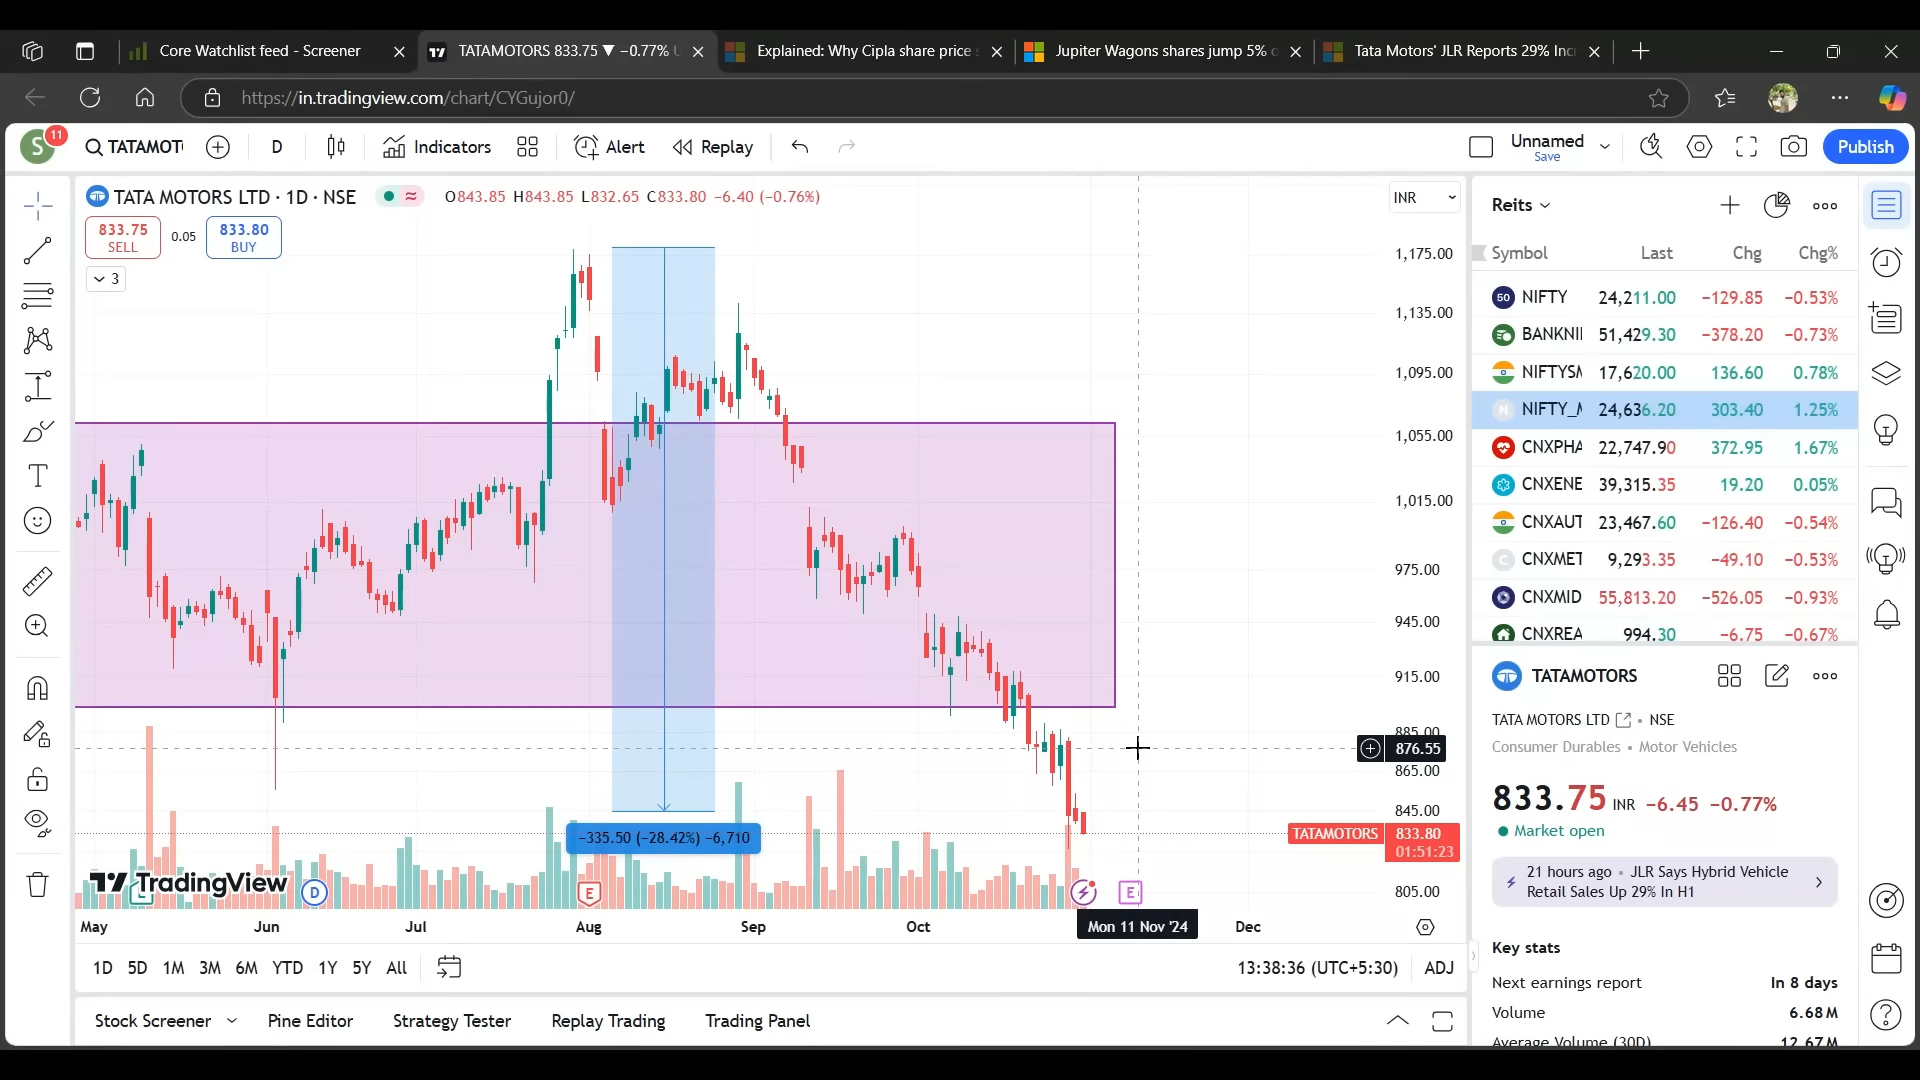 Core Watchlist feed - Screener
TATAMOTORS 833.75 ▼ −0.77% U
Explained: Why Cipla share price s
Jupiter Wagons shares jump 5% o
Tata Motors' JLR Reports 29% Inc
https://in.tradingview.com/chart/CYGujor0/
S
11
TATAMOT
D
Indicators
Alert
Replay
Unnamed
Save
Publish
TATA MOTORS LTD · 1D · NSE
O843.85 H843.85 L832.65 C833.80 −6.40 (−0.76%)
INR
833.75
SELL
0.05
833.80
BUY
3
1,175.00
1,135.00
1,095.00
1,055.00
1,015.00
975.00
945.00
915.00
885.00
876.55
865.00
845.00
TATAMOTORS
833.80
01:51:23
805.00
−335.50 (−28.42%) −6,710
TradingView
E
D
E
E
May
Jun
Jul
Aug
Sep
Oct
Mon 11 Nov '24
Dec
1D
5D
1M
3M
6M
YTD
1Y
5Y
All
13:38:36 (UTC+5:30)
ADJ
Stock Screener
Pine Editor
Strategy Tester
Replay Trading
Trading Panel
Reits
Symbol Last Chg Chg%
50 NIFTY 24,211.00 −129.85 −0.53%
BANKNI 51,429.30 −378.20 −0.73%
NIFTYSM 17,620.00 136.60 0.78%
N NIFTY_M 24,636.20 303.40 1.25%
CNXPHA 22,747.90 372.95 1.67%
CNXENE 39,315.35 19.20 0.05%
CNXAUT 23,467.60 −126.40 −0.54%
C CNXMET 9,293.35 −49.10 −0.53%
CNXMID 55,813.20 −526.05 −0.93%
CNXREA 994.30 −6.75 −0.67%
TATAMOTORS
TATA MOTORS LTD • NSE
Consumer Durables • Motor Vehicles
833.75 INR −6.45 −0.77%
Market open
21 hours ago • JLR Says Hybrid Vehicle
Retail Sales Up 29% In H1
Key stats
Next earnings report In 8 days
Volume 6.68M
Average Volume (30D) 12.67M